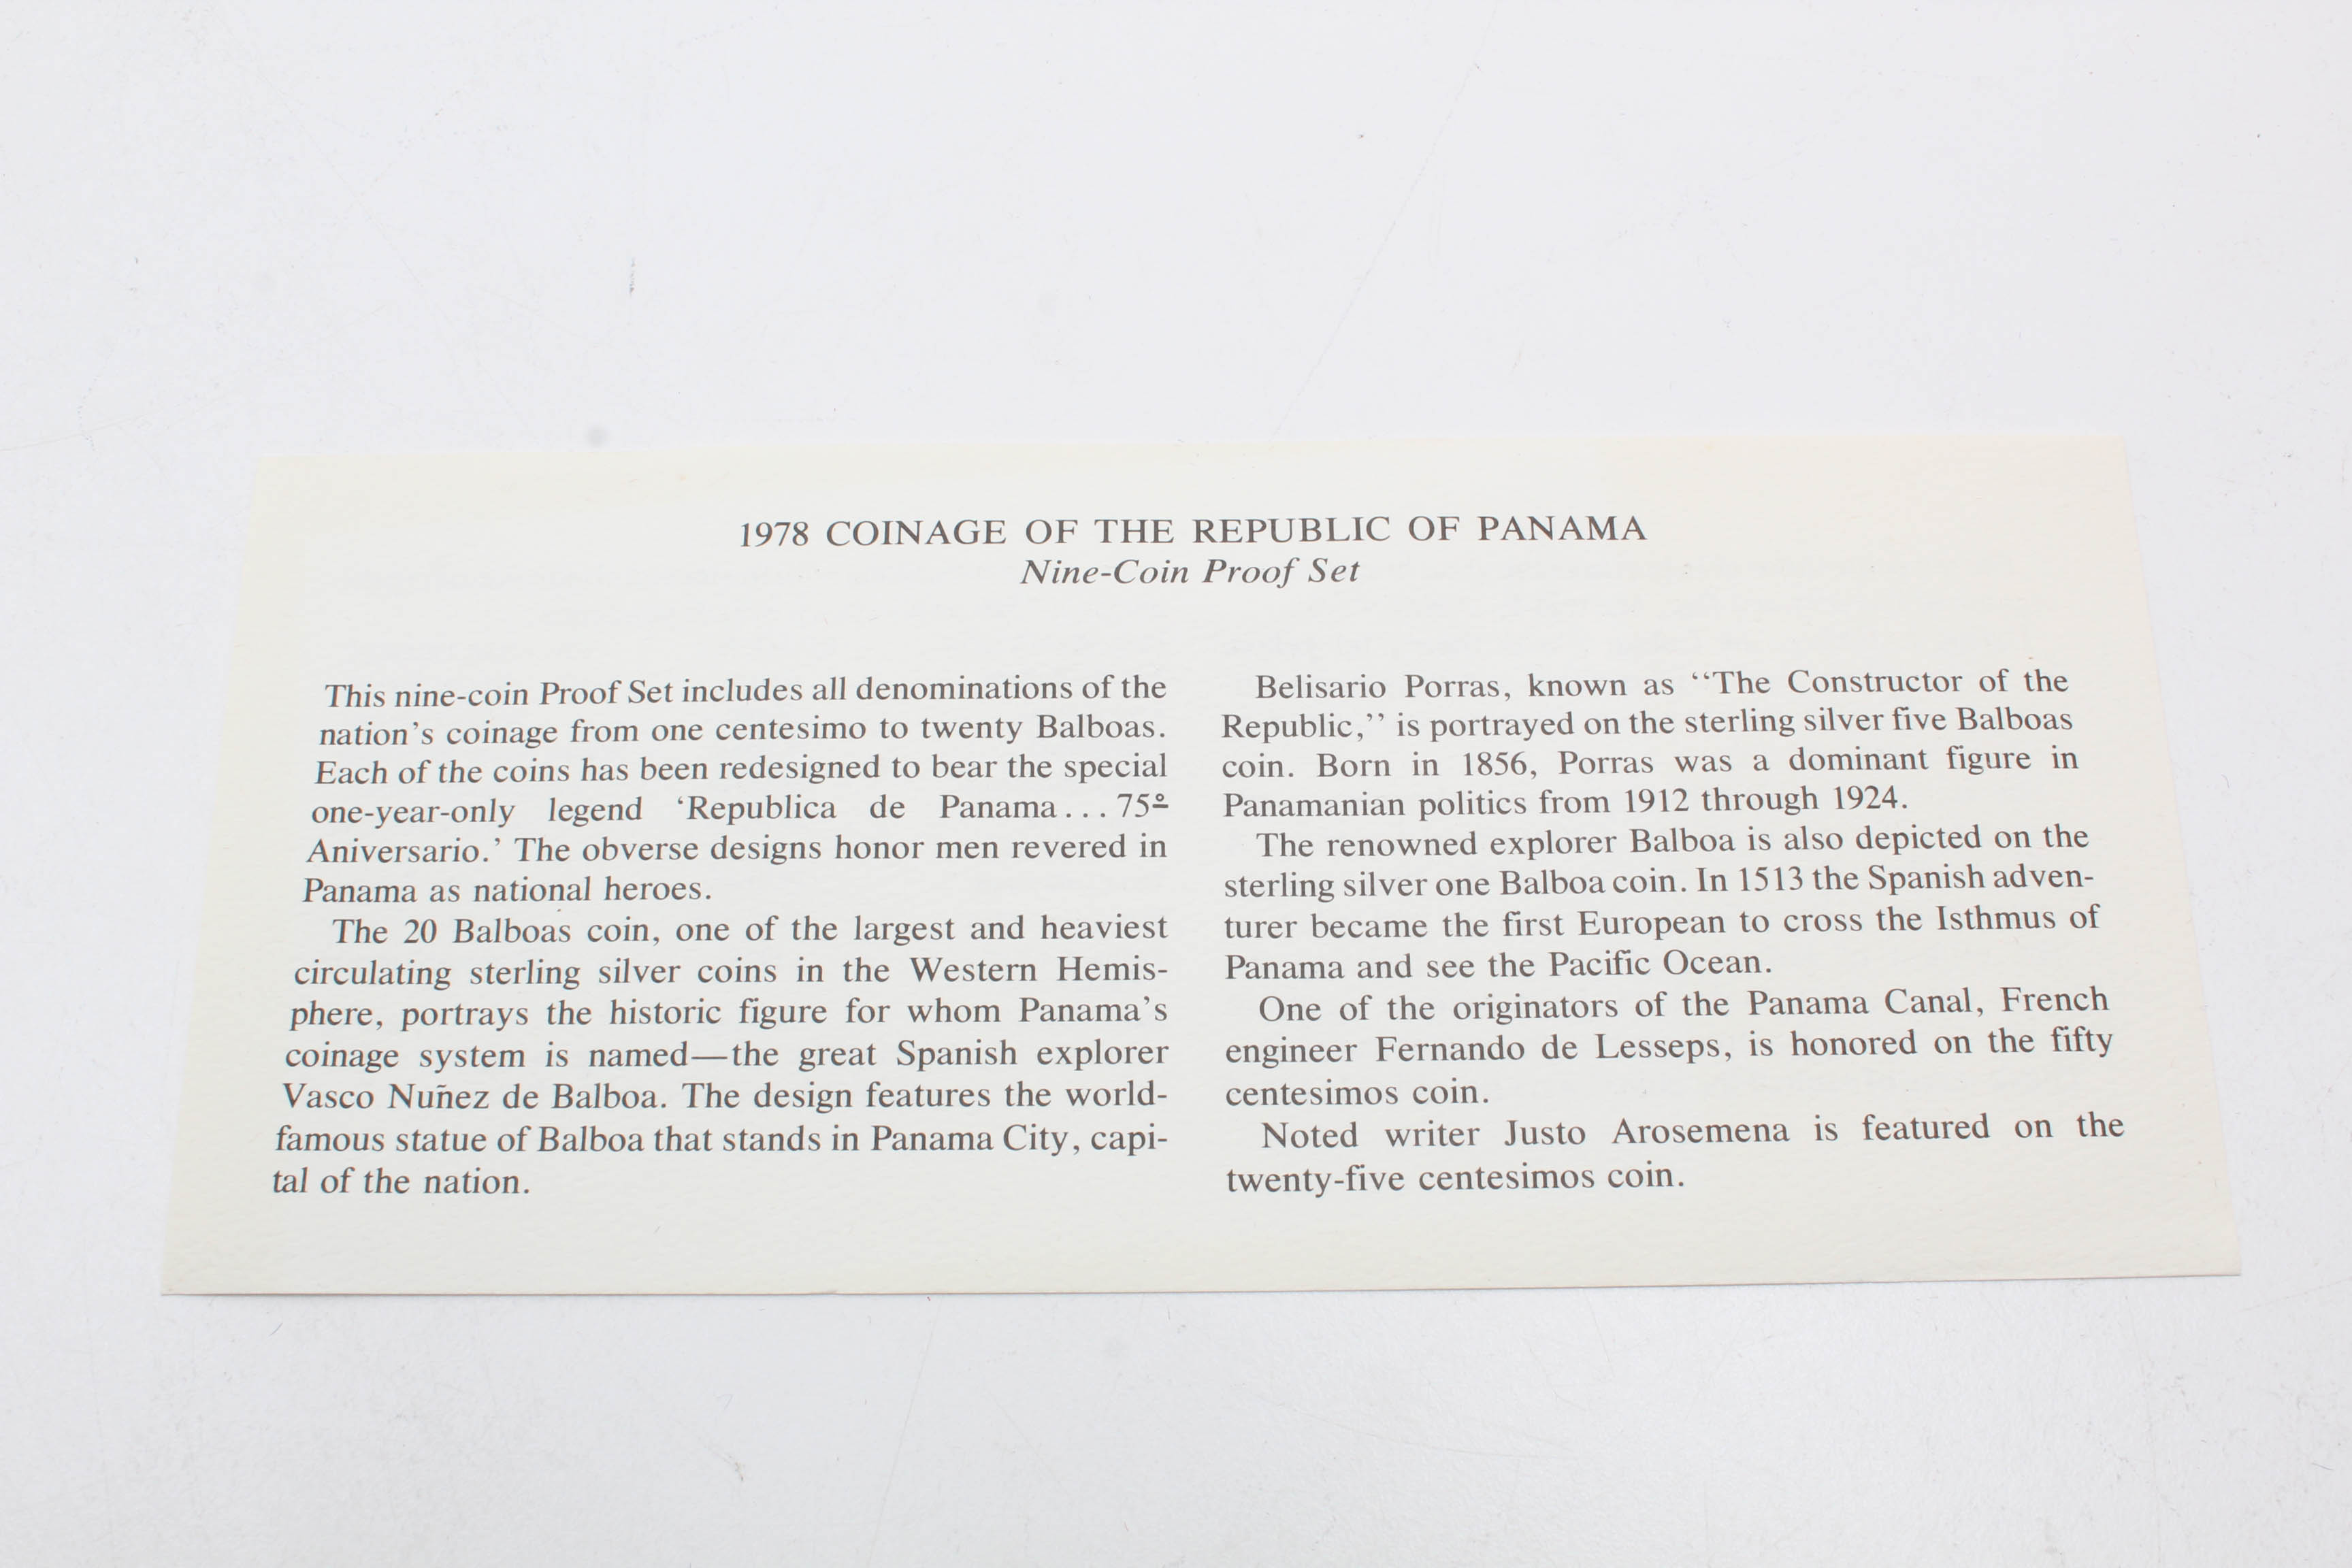 1978 COINAGE OF THE REPUBLIC OF PANAMA
Nine-Coin Proof Set
This nine-coin Proof Set includes all denominations of the
nation's coinage from one centesimo to twenty Balboas.
Each of the coins has been redesigned to bear the special
one-year-only legend ‘Republica de Panama... 75º
Aniversario.’ The obverse designs honor men revered in
Panama as national heroes.
The 20 Balboas coin, one of the largest and heaviest
circulating sterling silver coins in the Western Hemis-
phere, portrays the historic figure for whom Panama's
coinage system is named—the great Spanish explorer
Vasco Nuñez de Balboa. The design features the world-
famous statue of Balboa that stands in Panama City, capi-
tal of the nation.
Belisario Porras, known as ‘‘The Constructor of the
Republic,’’ is portrayed on the sterling silver five Balboas
coin. Born in 1856, Porras was a dominant figure in
Panamanian politics from 1912 through 1924.
The renowned explorer Balboa is also depicted on the
sterling silver one Balboa coin. In 1513 the Spanish adven-
turer became the first European to cross the Isthmus of
Panama and see the Pacific Ocean.
One of the originators of the Panama Canal, French
engineer Fernando de Lesseps, is honored on the fifty
centesimos coin.
Noted writer Justo Arosemena is featured on the
twenty-five centesimos coin.